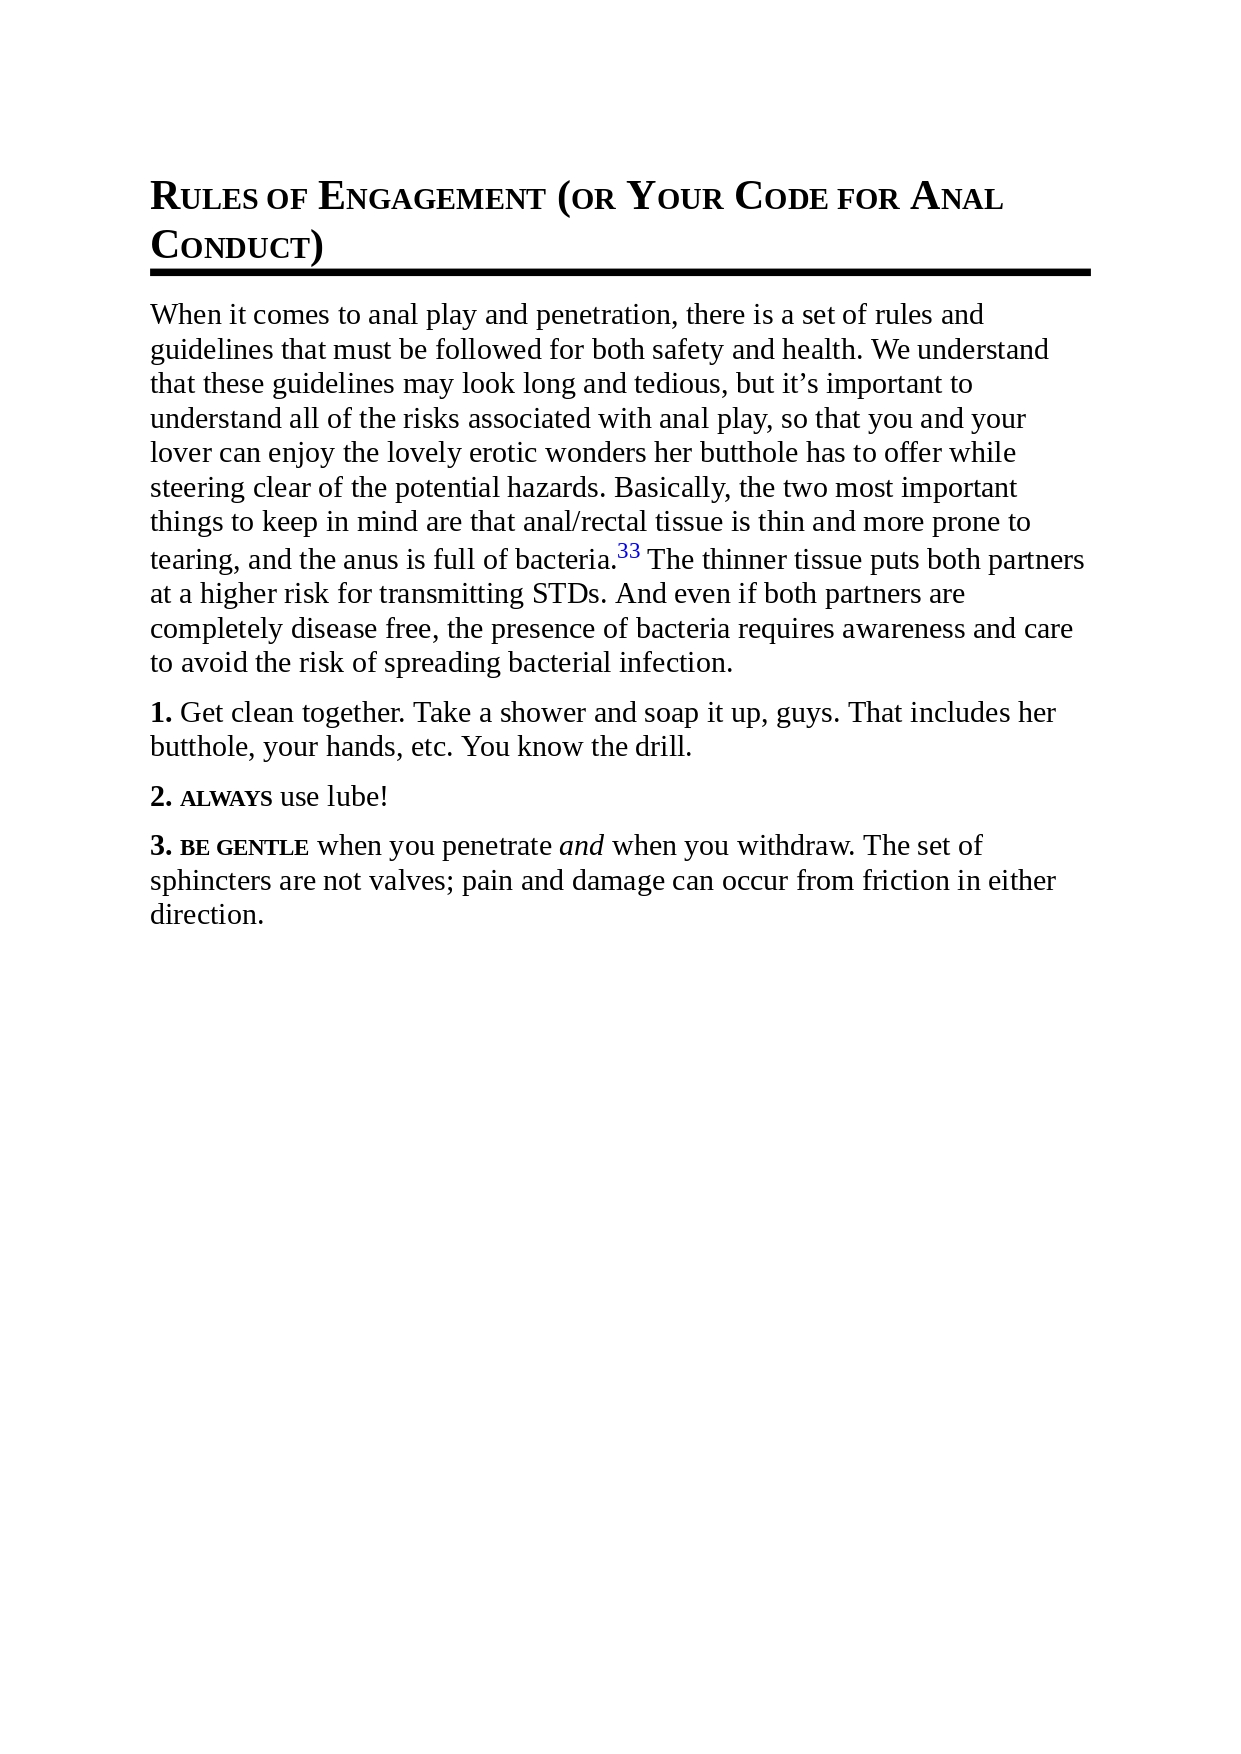 Rules of Engagement (or Your Code for Anal
Conduct)
When it comes to anal play and penetration, there is a set of rules and
guidelines that must be followed for both safety and health. We understand
that these guidelines may look long and tedious, but it’s important to
understand all of the risks associated with anal play, so that you and your
lover can enjoy the lovely erotic wonders her butthole has to offer while
steering clear of the potential hazards. Basically, the two most important
things to keep in mind are that anal/rectal tissue is thin and more prone to
tearing, and the anus is full of bacteria.33 The thinner tissue puts both partners
at a higher risk for transmitting STDs. And even if both partners are
completely disease free, the presence of bacteria requires awareness and care
to avoid the risk of spreading bacterial infection.
1. Get clean together. Take a shower and soap it up, guys. That includes her
butthole, your hands, etc. You know the drill.
2. ALWAYS use lube!
3. BE GENTLE when you penetrate and when you withdraw. The set of
sphincters are not valves; pain and damage can occur from friction in either
direction.